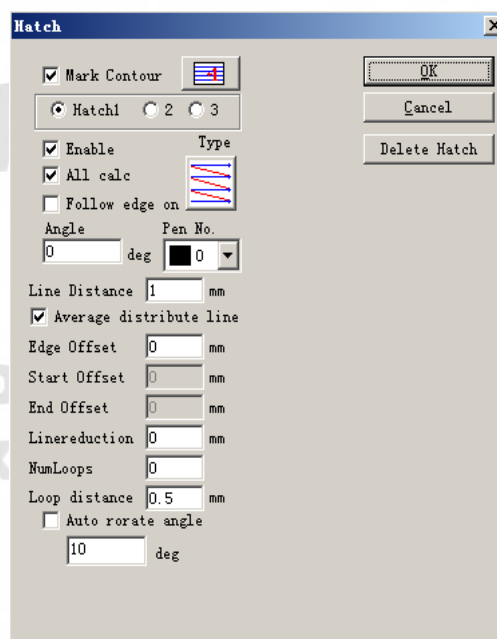 Hatch
Mark Contour
OK
Hatch1 2 3
Cancel
Enable Type
Delete Hatch
All calc
Follow edge on
Angle Pen No.
0 deg 0
Line Distance 1 mm
Average distribute line
Edge Offset 0 mm
Start Offset 0 mm
End Offset 0 mm
Linereduction 0 mm
NumLoops 0
Loop distance 0.5 mm
Auto rorate angle
10 deg